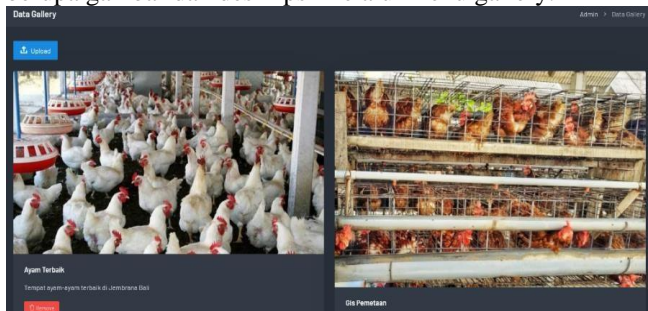 Data Gallery
Admin > Data Gallery
Upload
Ayam Terbaik
Tempat ayam-ayam terbaik di Jembrana Bali
Gis Pemetaan